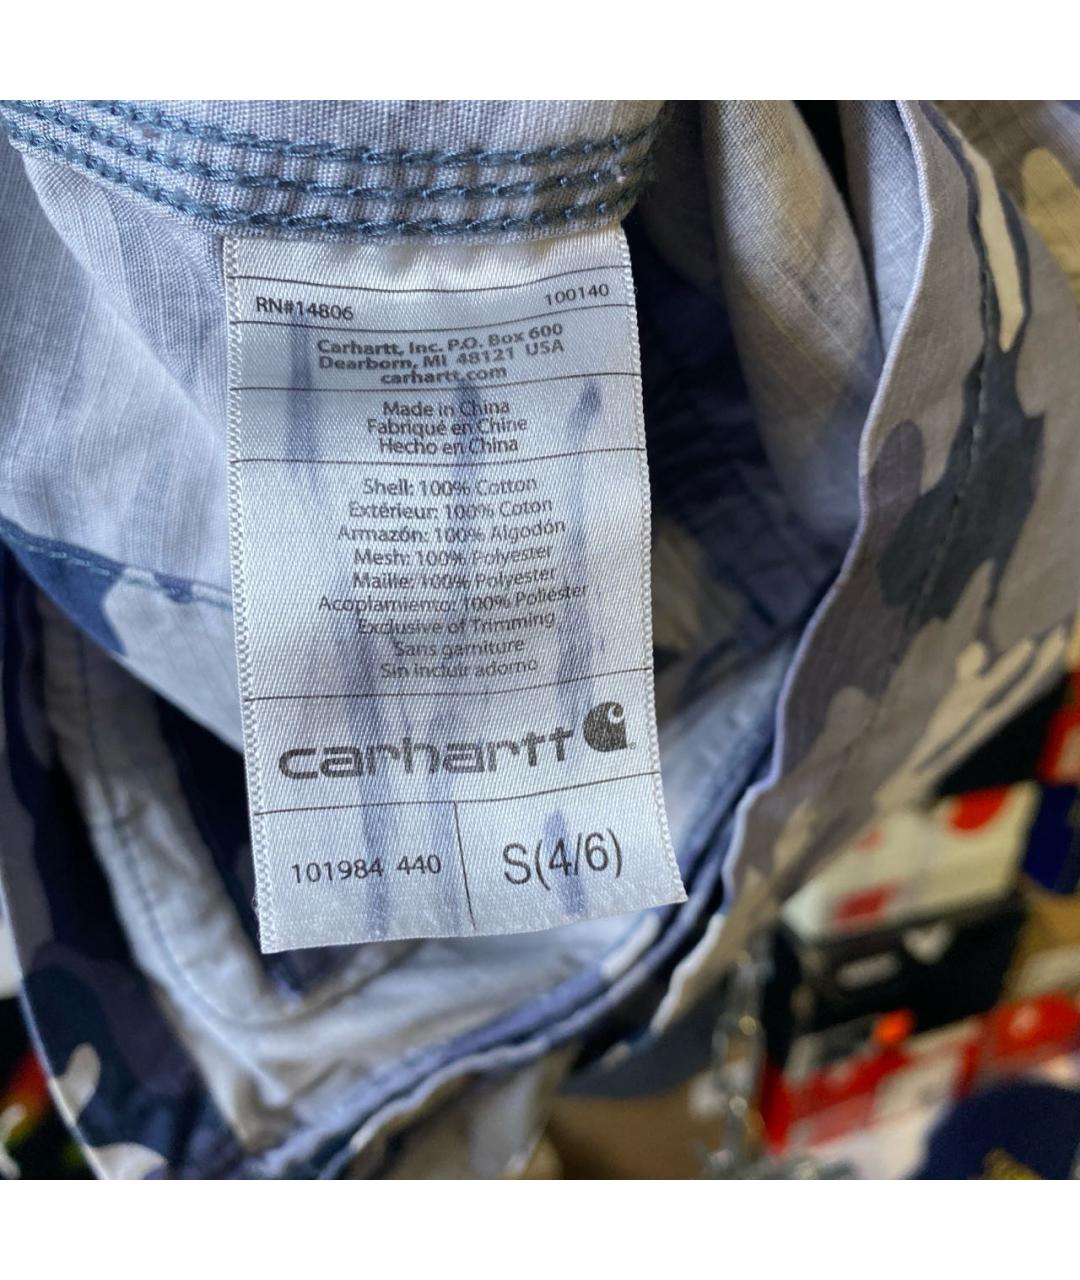 RN#14806 100140
Carhartt, Inc. P.O. Box 600
Dearborn, MI 48121 USA
carhartt.com
Made in China
Fabriqué en Chine
Hecho en China
Shell: 100% Cotton
Extérieur: 100% Coton
Armazón: 100% Algodón
Mesh: 100% Polyester
Maille: 100% Polyester
Acoplamiento: 100% Poliéster
Exclusive of Trimming
Sans garniture
Sin incluir adorno
carhartt
101984 440 S(4/6)